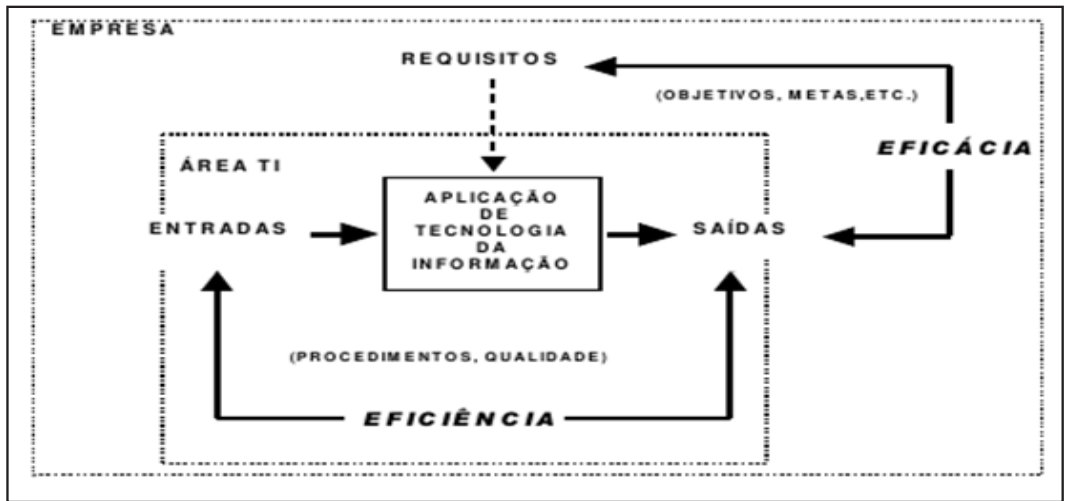 EMPRESA
REQUISITOS
(OBJETIVOS, METAS,ETC.)
EFICÁCIA
ÁREA TI
APLICAÇÃO
DE
TECNOLOGIA
DA
INFORMAÇÃO
ENTRADAS
SAÍDAS
(PROCEDIMENTOS, QUALIDADE)
EFICIÊNCIA